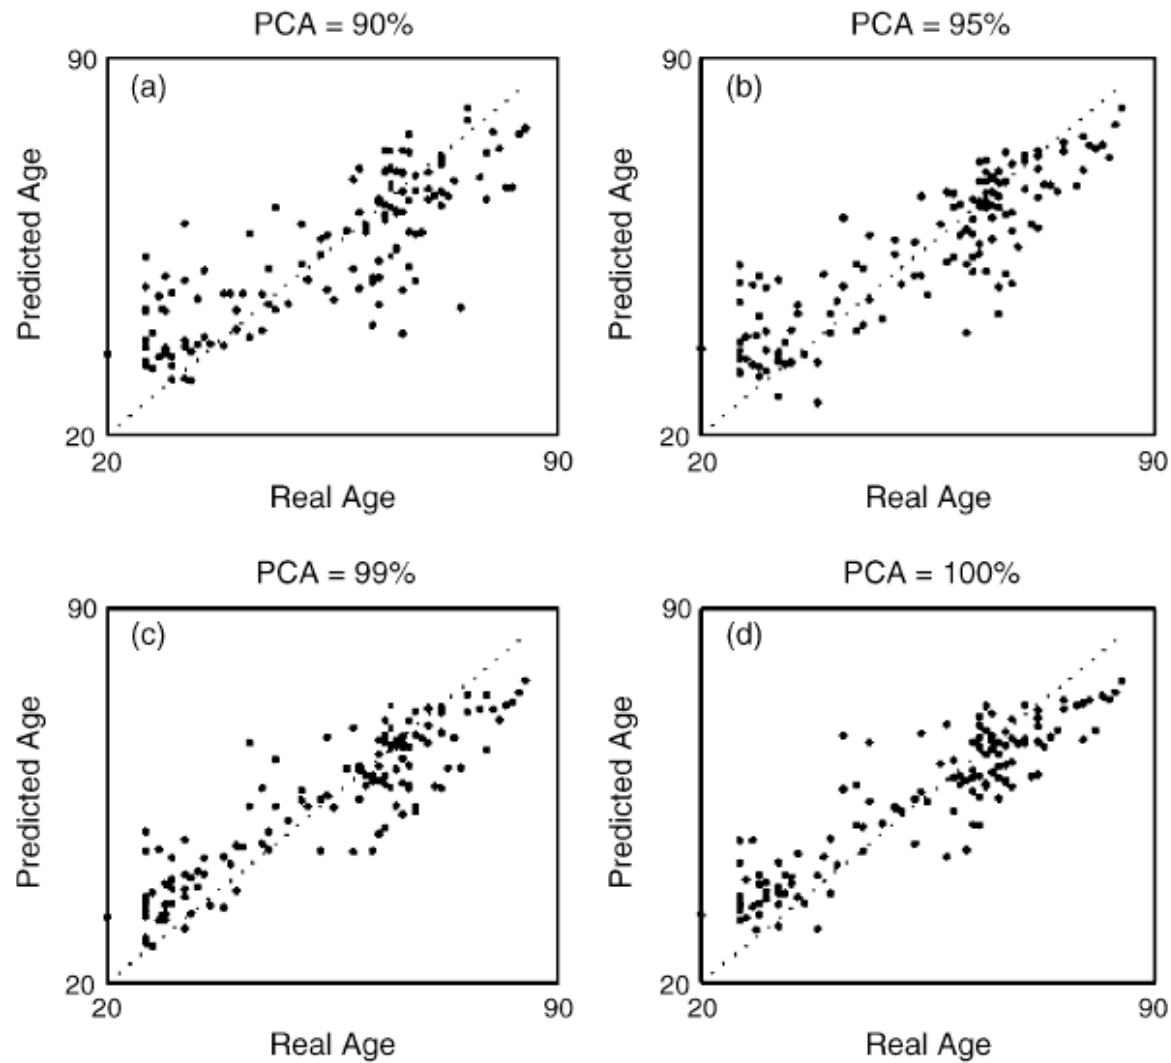 PCA = 90%
PCA = 95%
90
(a)
Predicted Age
20
20
90
Real Age
90
(b)
Predicted Age
20
20
90
Real Age
PCA = 99%
PCA = 100%
90
(c)
Predicted Age
20
20
90
Real Age
90
(d)
Predicted Age
20
20
90
Real Age